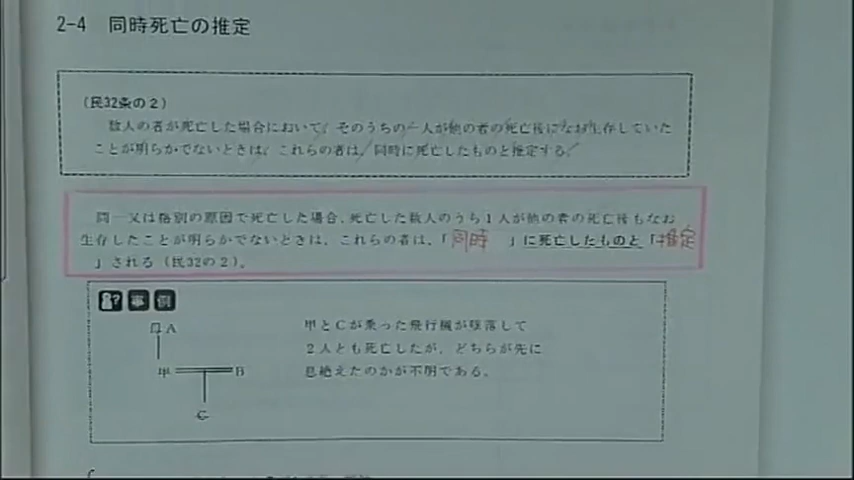 2-4 同時死亡の推定
(民32条の2)
数人の者が死亡した場合において、そのうちの一人が他の者の死亡後になお生存していた
ことが明らかでないときは、これらの者は、同時に死亡したものと推定する。
同一又は格別の原因で死亡した場合、死亡した数人のうち1人が他の者の死亡後もなお
生存したことが明らかでないときは、これらの者は、「同時」に死亡したものと「推定
」される(民32の2)。
事例
母A
甲 B
C
甲とCが乗った飛行機が墜落して
2人とも死亡したが、どちらが先に
息絶えたのかが不明である。